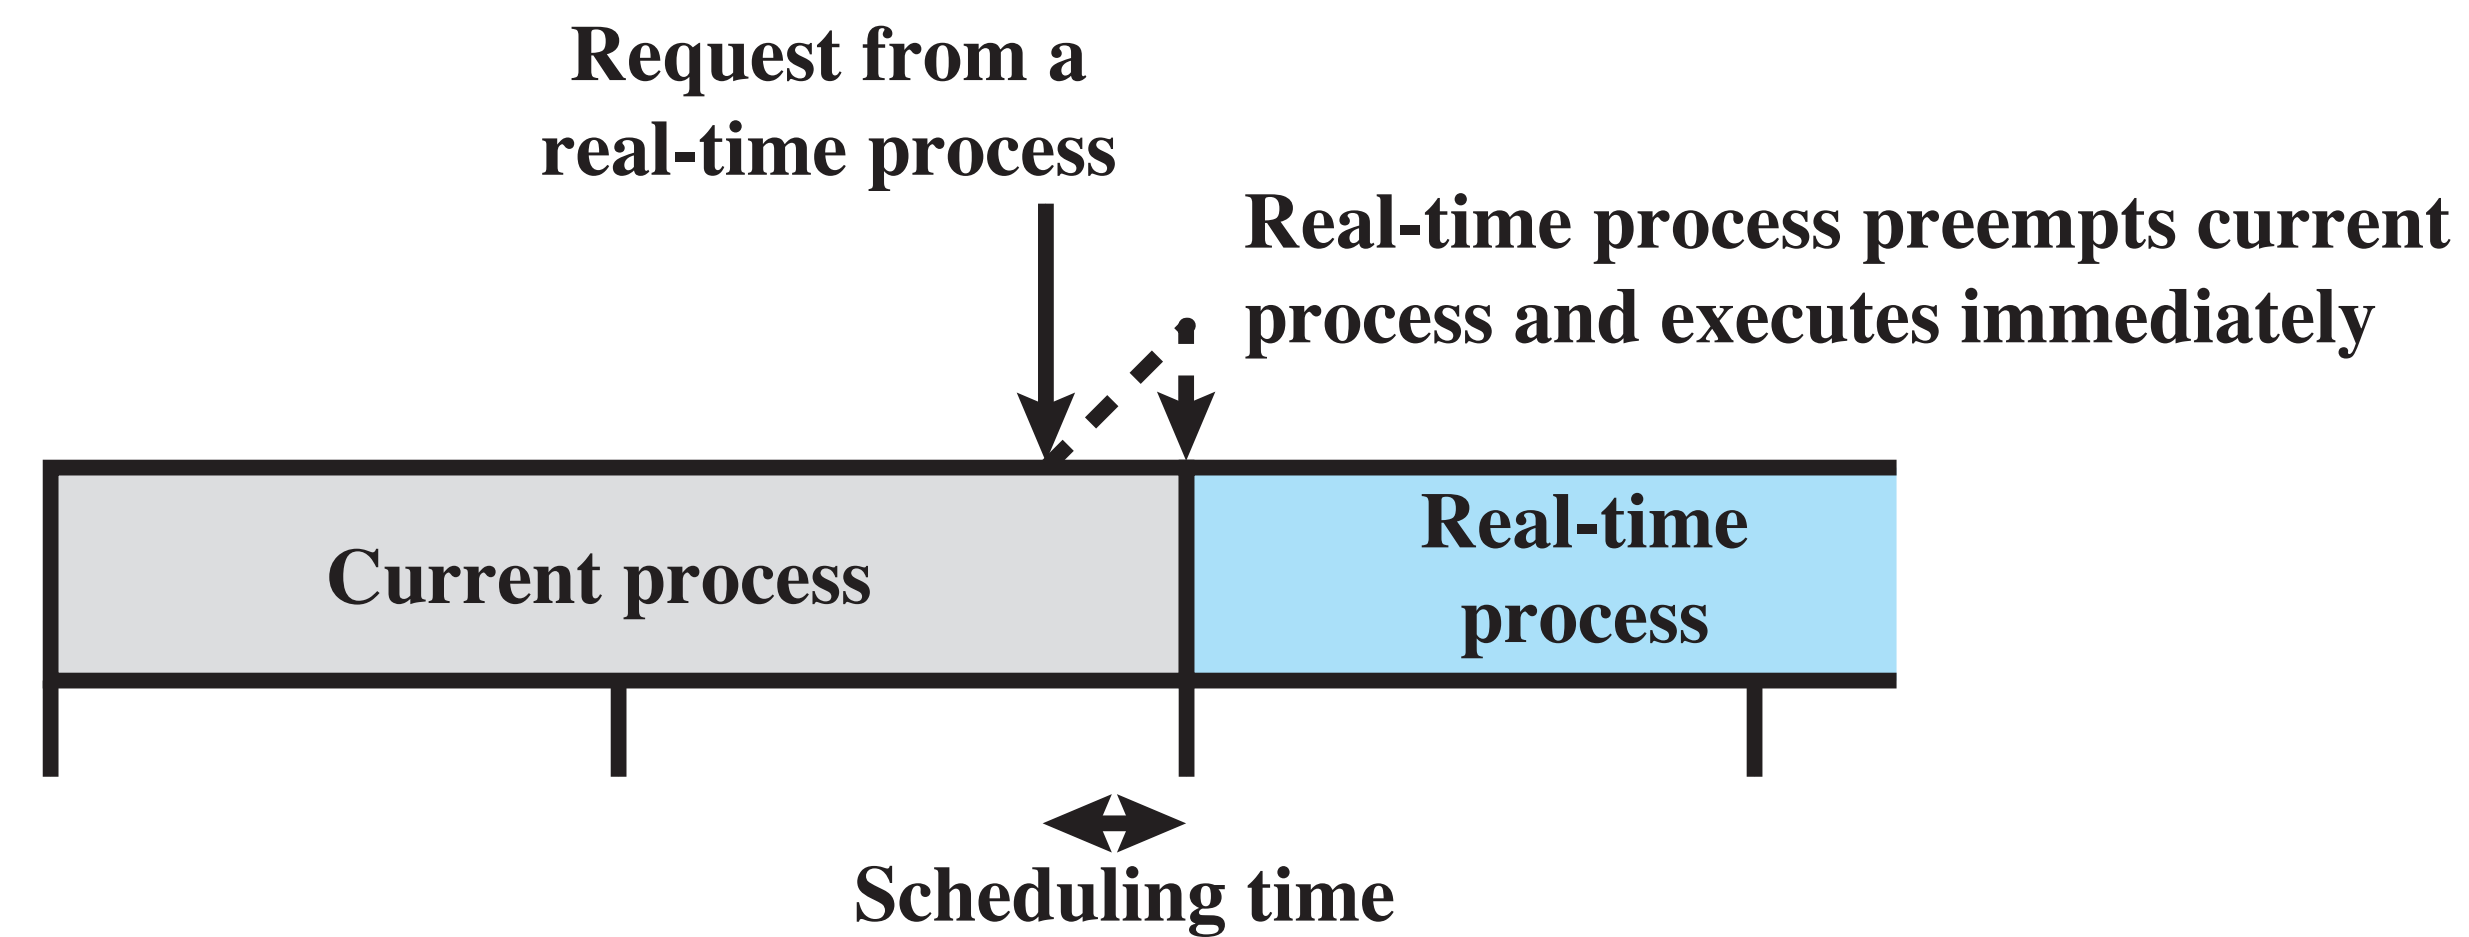 Request from a
real-time process
Real-time process preempts current
process and executes immediately
Current process
Real-time
process
Scheduling time